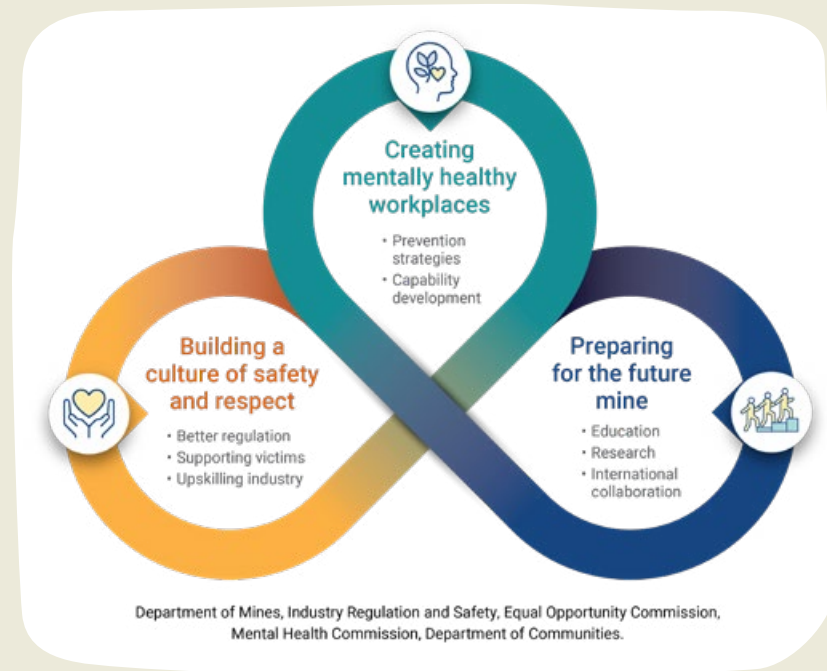 Creating
mentally healthy
workplaces
• Prevention
strategies
• Capability
development
Building a
culture of safety
and respect
• Better regulation
• Supporting victims
• Upskilling industry
Preparing
for the future
mine
• Education
• Research
• International
collaboration
Department of Mines, Industry Regulation and Safety, Equal Opportunity Commission,
Mental Health Commission, Department of Communities.